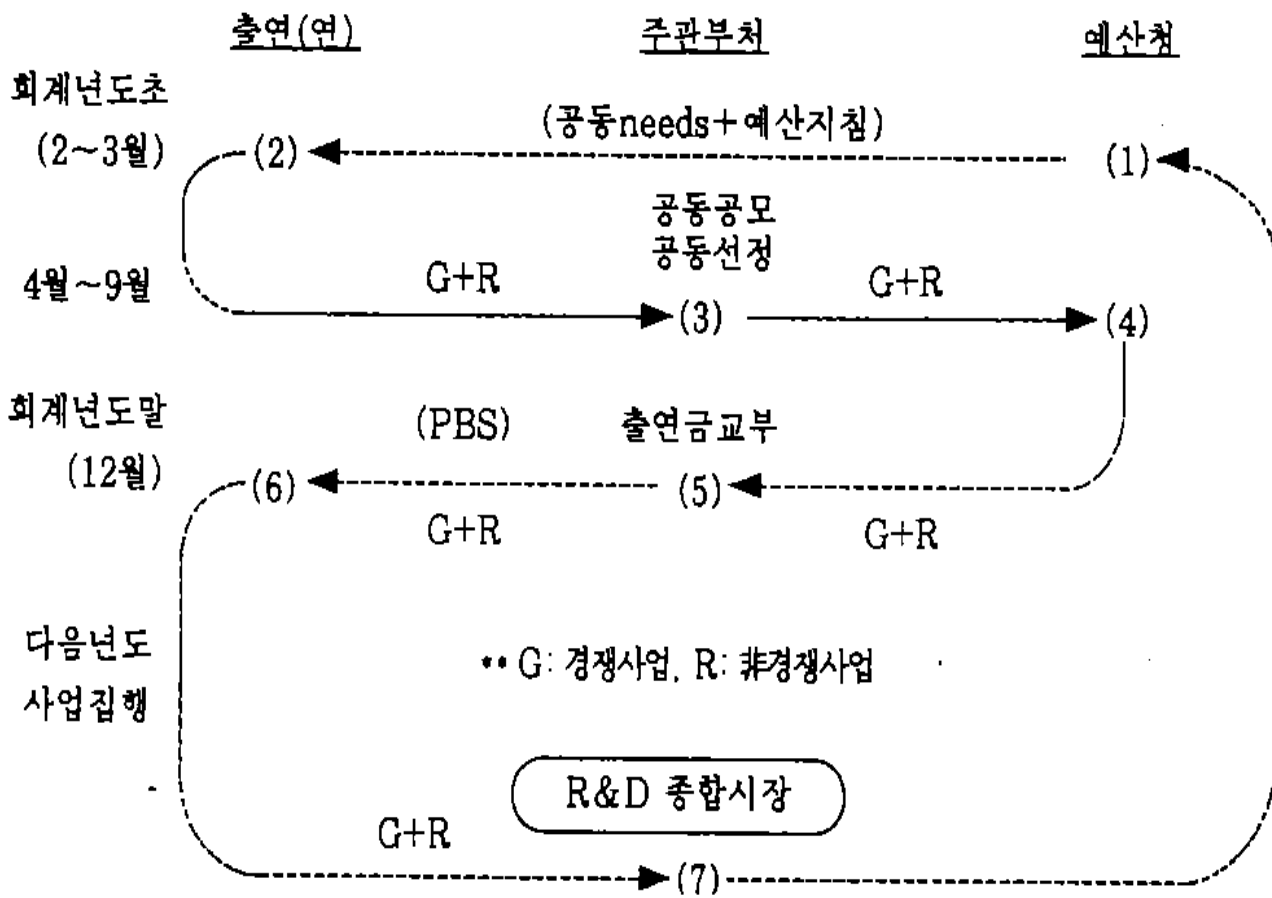 출연(연) 주관부처 예산청
회계년도초
(공동needs+예산지침)
(2~3월) (2) (1)
공동공모
공동선정
4월~9월 G+R G+R
(3) (4)
회계년도말 (PBS) 출연금교부
(12월) (6) (5)
G+R G+R
다음년도
** G: 경쟁사업, R: 非경쟁사업
사업집행
R&D 종합시장
G+R
(7)